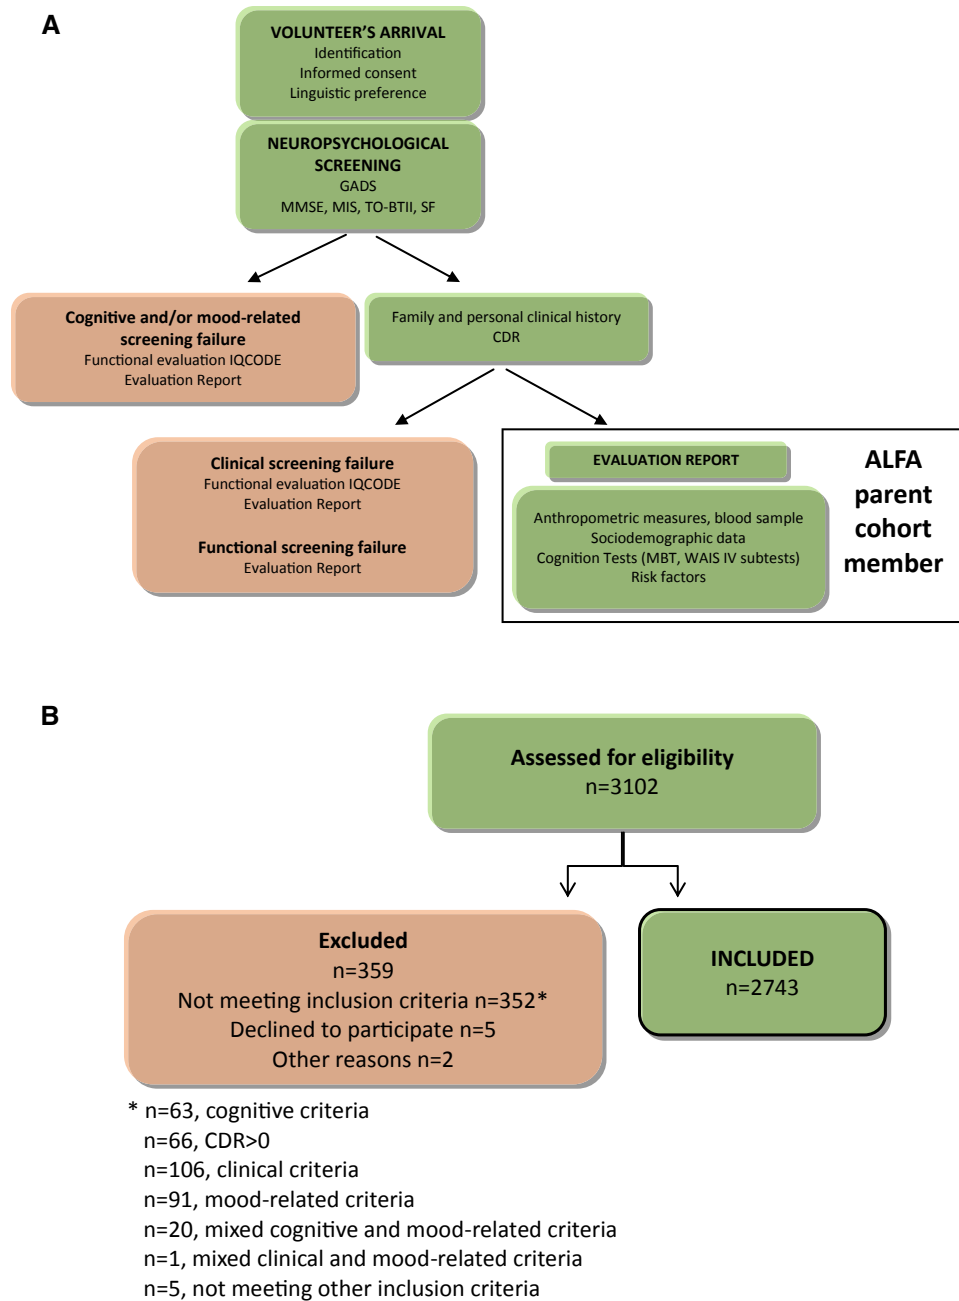 A
VOLUNTEER'S ARRIVAL
Identification
Informed consent
Linguistic preference
NEUROPSYCHOLOGICAL
SCREENING
GADS
MMSE, MIS, TO-BTII, SF
Cognitive and/or mood-related
screening failure
Functional evaluation IQCODE
Evaluation Report
Family and personal clinical history
CDR
Clinical screening failure
Functional evaluation IQCODE
Evaluation Report
Functional screening failure
Evaluation Report
EVALUATION REPORT
Anthropometric measures, blood sample
Sociodemographic data
Cognition Tests (MBT, WAIS IV subtests)
Risk factors
ALFA
parent
cohort
member
B
Assessed for eligibility
n=3102
Excluded
n=359
Not meeting inclusion criteria n=352*
Declined to participate n=5
Other reasons n=2
INCLUDED
n=2743
* n=63, cognitive criteria
n=66, CDR>0
n=106, clinical criteria
n=91, mood-related criteria
n=20, mixed cognitive and mood-related criteria
n=1, mixed clinical and mood-related criteria
n=5, not meeting other inclusion criteria